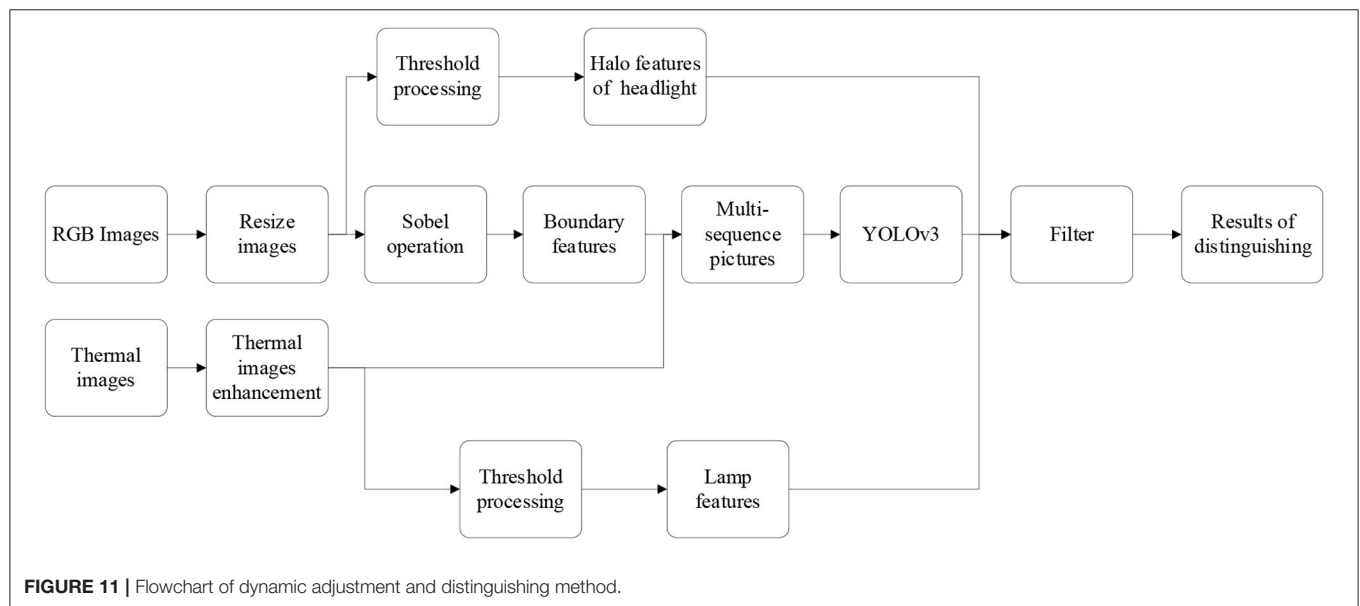 Threshold
processing
Halo features
of headlight
RGB Images
Resize
images
Sobel
operation
Boundary
features
Multi-
sequence
pictures
YOLOv3
Filter
Results of
distinguishing
Thermal
images
Thermal
images
enhancement
Threshold
processing
Lamp
features
FIGURE 11 | Flowchart of dynamic adjustment and distinguishing method.